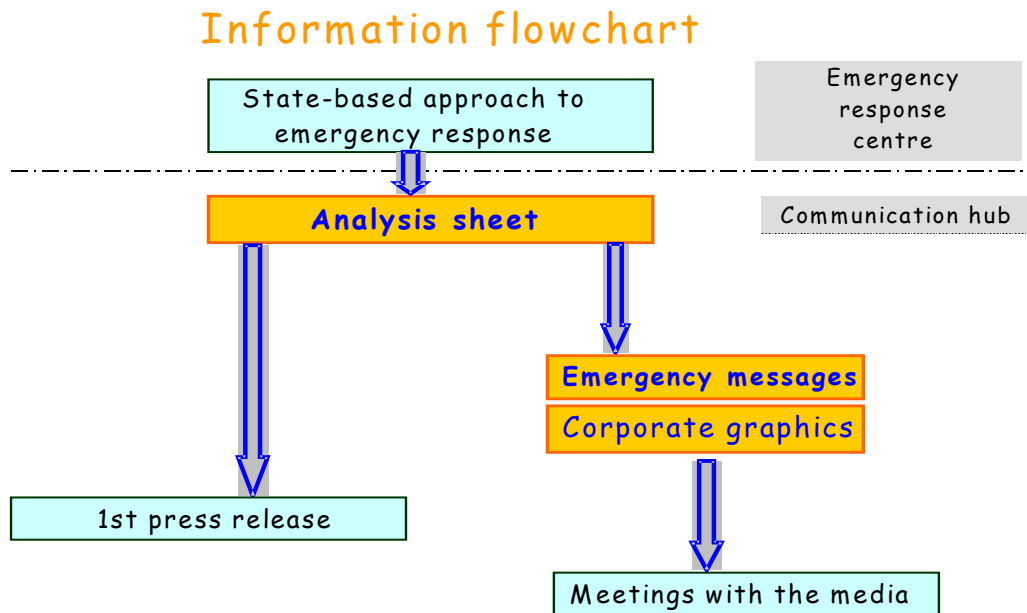 Information flowchart
State-based approach to
emergency response
Emergency
response
centre
Analysis sheet
Communication hub
Emergency messages
Corporate graphics
1st press release
Meetings with the media